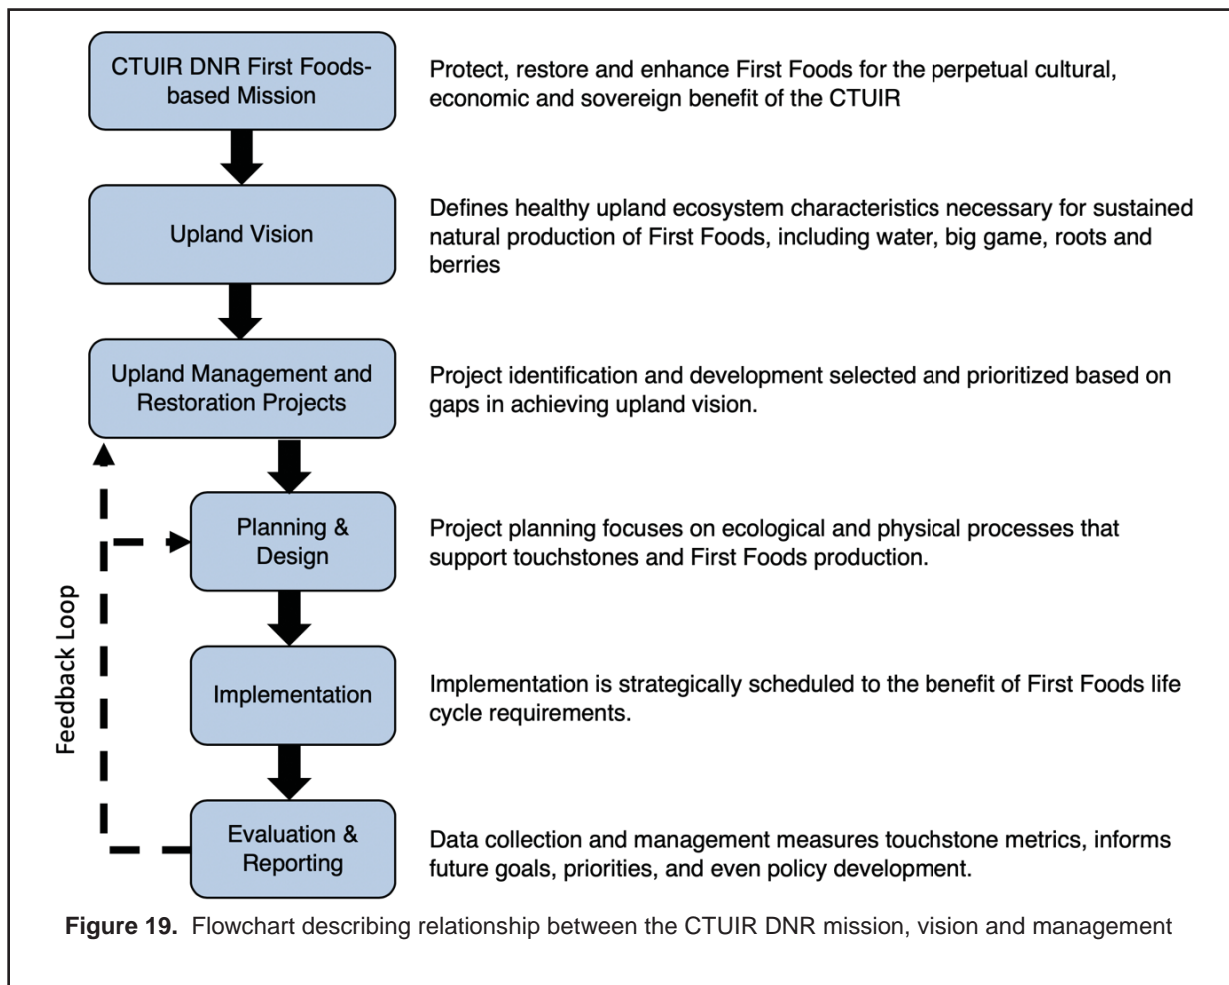 CTUIR DNR First Foods-
based Mission
Protect, restore and enhance First Foods for the perpetual cultural,
economic and sovereign benefit of the CTUIR
Upland Vision
Defines healthy upland ecosystem characteristics necessary for sustained
natural production of First Foods, including water, big game, roots and
berries
Upland Management and
Restoration Projects
Project identification and development selected and prioritized based on
gaps in achieving upland vision.
Planning &
Design
Project planning focuses on ecological and physical processes that
support touchstones and First Foods production.
Feedback Loop
Implementation
Implementation is strategically scheduled to the benefit of First Foods life
cycle requirements.
Evaluation &
Reporting
Data collection and management measures touchstone metrics, informs
future goals, priorities, and even policy development.
Figure 19. Flowchart describing relationship between the CTUIR DNR mission, vision and management